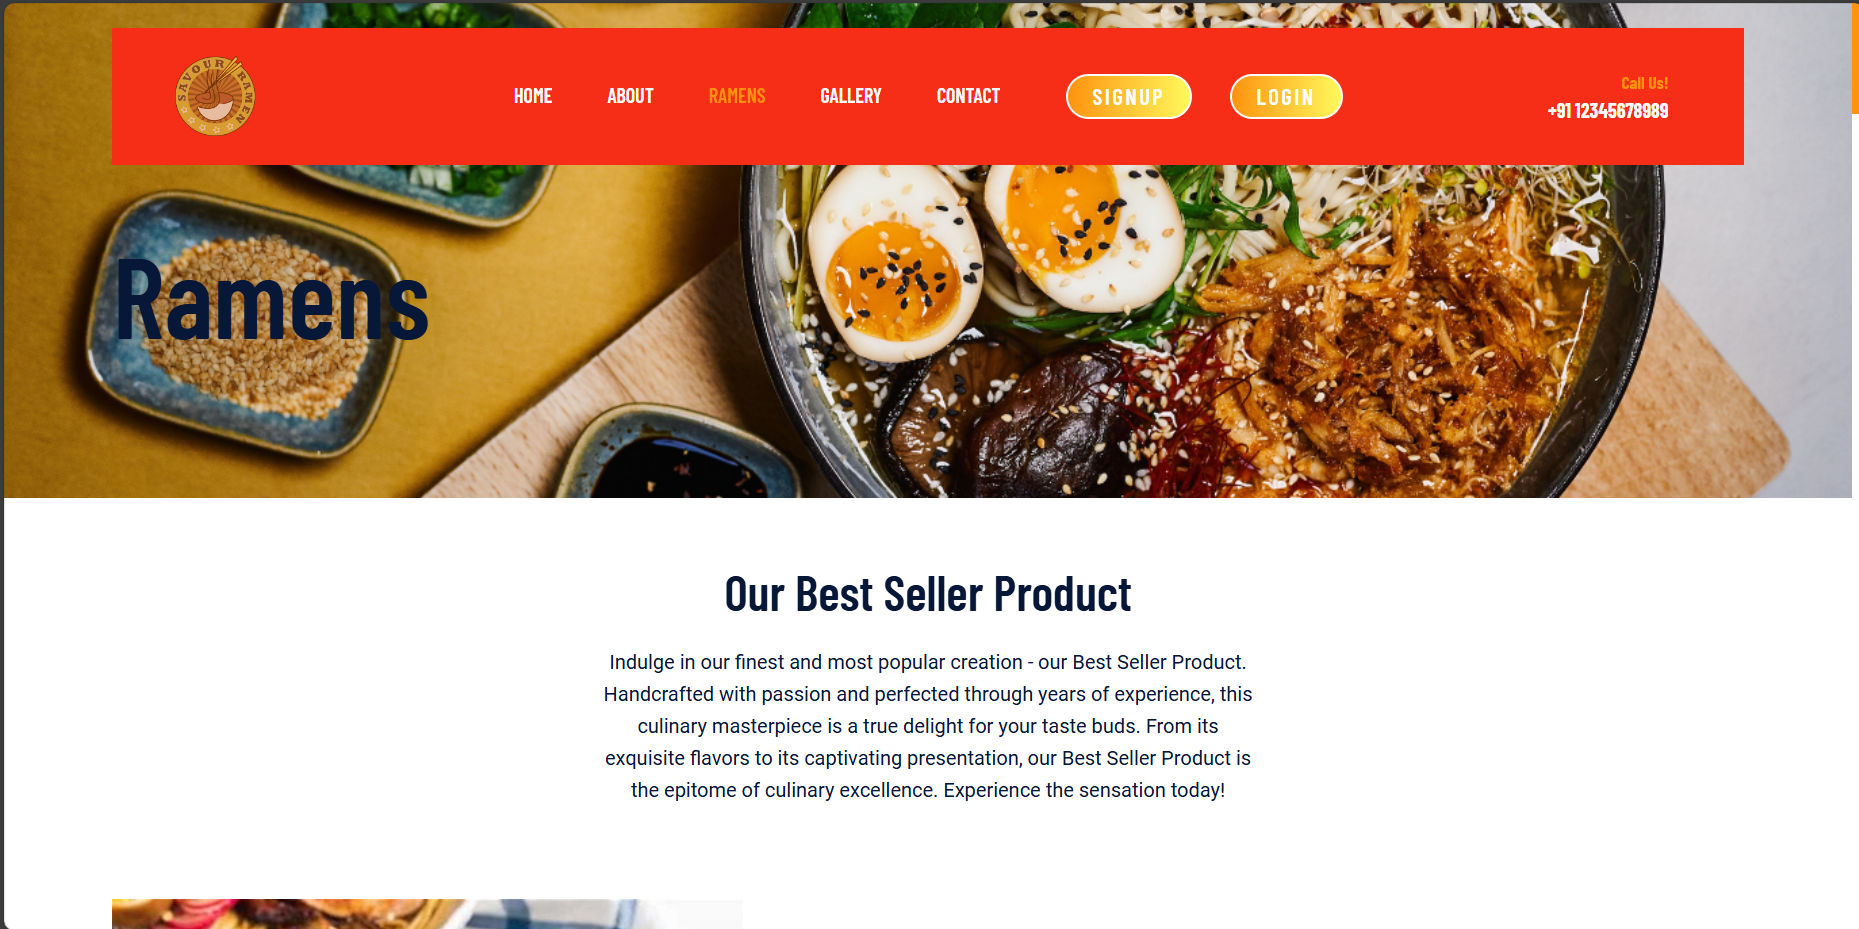 SAVOUR RAMEN
HOME ABOUT RAMENS GALLERY CONTACT SIGNUP LOGIN
Call Us!
+91 12345678989
Ramens
Our Best Seller Product
Indulge in our finest and most popular creation - our Best Seller Product.
Handcrafted with passion and perfected through years of experience, this
culinary masterpiece is a true delight for your taste buds. From its
exquisite flavors to its captivating presentation, our Best Seller Product is
the epitome of culinary excellence. Experience the sensation today!